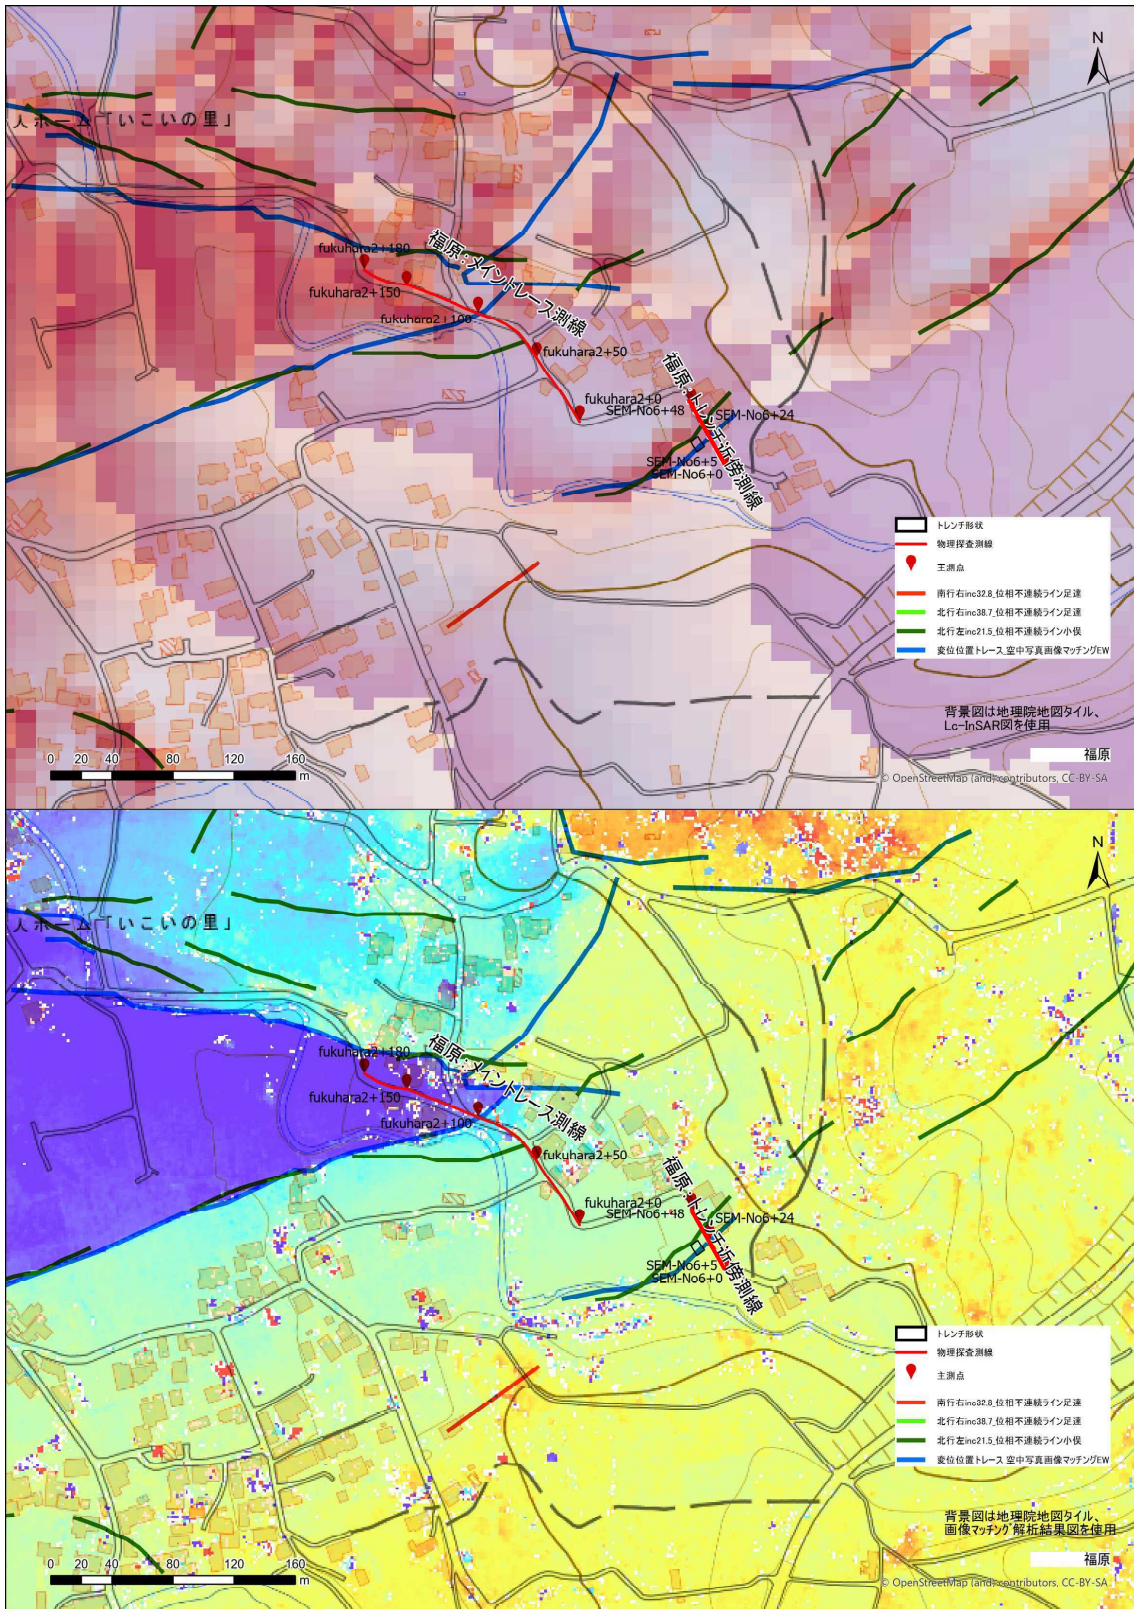 N
人ホーム「いこいの里」
fukuhara2+180
福原:メイントレース測線
fukuhara2+150
fukuhara2+100
fukuhara2+50
福原:トレンチ近傍測線
fukuhara2+0
SEM-No6+48
SEM-No6+24
SEM-No6+5
SEM-No6+0
トレンチ形状
物理探査測線
主測点
南行右inc32.8_位相不連続ライン足達
北行右inc38.7_位相不連続ライン足達
北行左inc21.5_位相不連続ライン小俣
変位位置トレース_空中写真画像マッチングEW
背景図は地理院地図タイル、
Lc-InSAR図を使用
福原
0 20 40 80 120 160
m
© OpenStreetMap (and) contributors, CC-BY-SA
N
人ホーム「いこいの里」
fukuhara2+180
福原:メイントレース測線
fukuhara2+150
fukuhara2+100
fukuhara2+50
福原:トレンチ近傍測線
fukuhara2+0
SEM-No6+48
SEM-No6+24
SEM-No6+5
SEM-No6+0
トレンチ形状
物理探査測線
主測点
南行右inc32.8_位相不連続ライン足達
北行右inc38.7_位相不連続ライン足達
北行左inc21.5_位相不連続ライン小俣
変位位置トレース_空中写真画像マッチングEW
背景図は地理院地図タイル、
画像マッチング解析結果図を使用
福原
0 20 40 80 120 160
m
© OpenStreetMap (and) contributors, CC-BY-SA